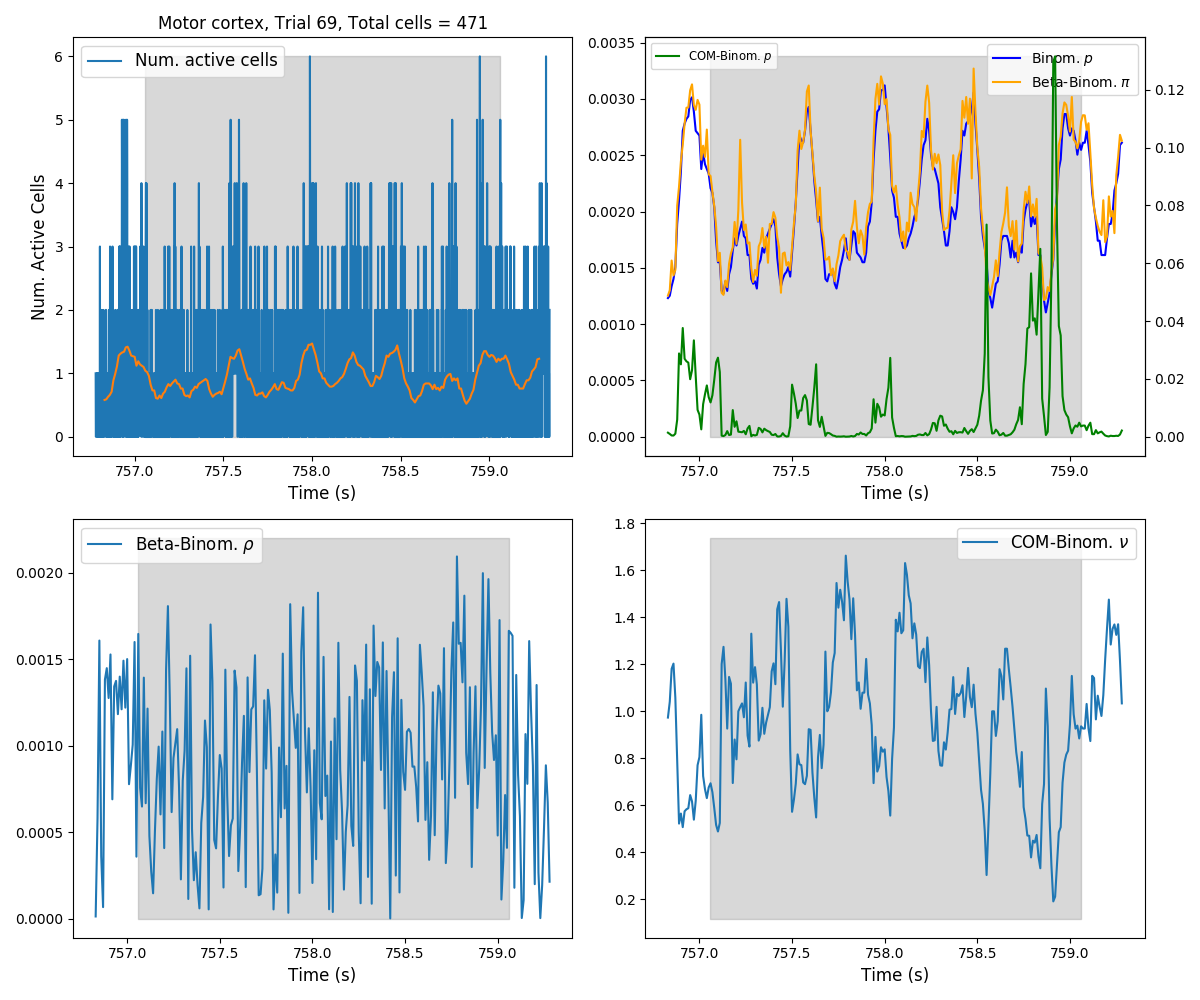 Motor cortex, Trial 69, Total cells = 471
Num. active cells
Num. Active Cells
6
5
4
3
2
1
0
757.0 757.5 758.0 758.5 759.0
Time (s)
COM-Binom. p
Binom. p
Beta-Binom. π
0.0035
0.0030
0.0025
0.0020
0.0015
0.0010
0.0005
0.0000
0.12
0.10
0.08
0.06
0.04
0.02
0.00
757.0 757.5 758.0 758.5 759.0
Time (s)
Beta-Binom. ρ
0.0020
0.0015
0.0010
0.0005
0.0000
757.0 757.5 758.0 758.5 759.0
Time (s)
COM-Binom. ν
1.8
1.6
1.4
1.2
1.0
0.8
0.6
0.4
0.2
757.0 757.5 758.0 758.5 759.0
Time (s)